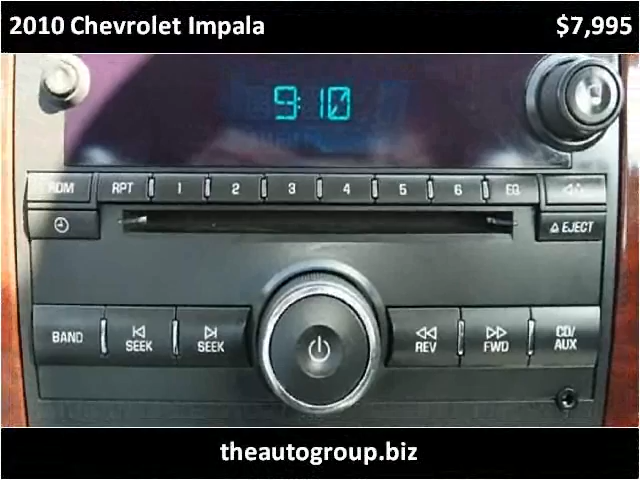 2010 Chevrolet Impala $7,995
9:10
RDM RPT 1 2 3 4 5 6 EQ
EJECT
BAND SEEK SEEK REV FWD CD/
AUX
theautogroup.biz